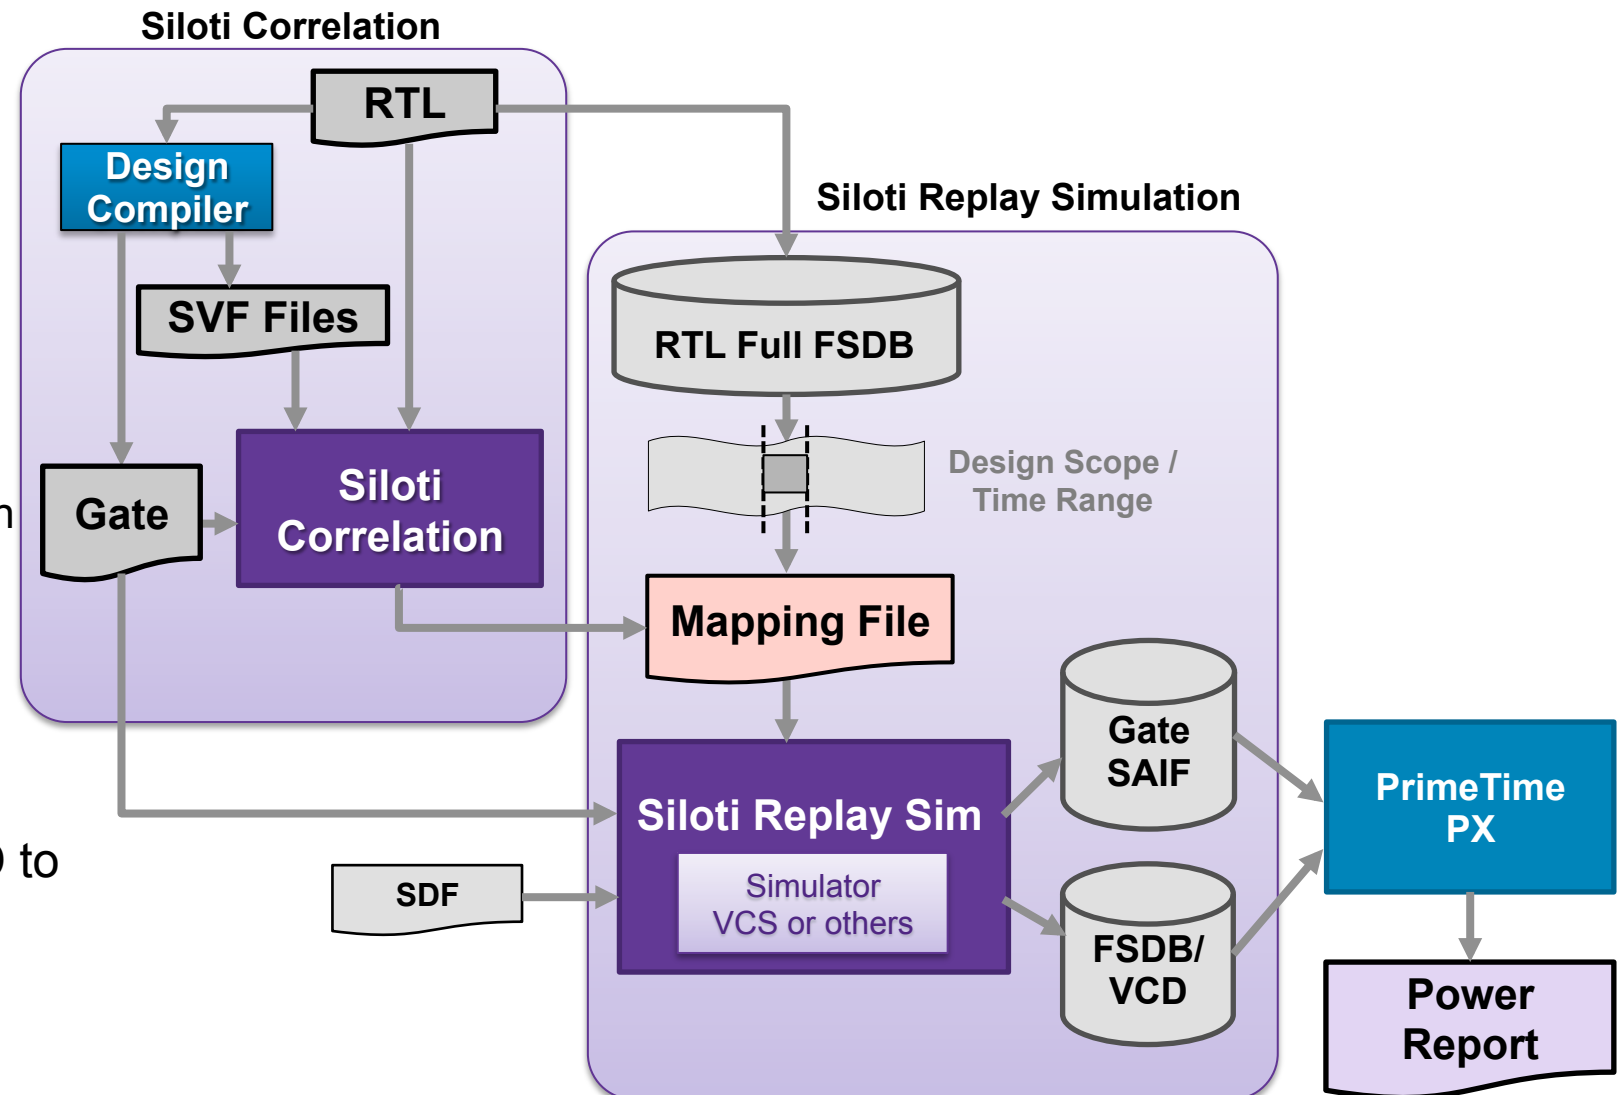 Siloti Correlation
RTL
Design
Compiler
Siloti Replay Simulation
SVF Files
RTL Full FSDB
Design Scope /
Time Range
Siloti
Correlation
n
Gate
Mapping File
Gate
SAIF
PrimeTime
PX
Siloti Replay Sim
to
SDF
Simulator
VCS or others
FSDB/
VCD
Power
Report